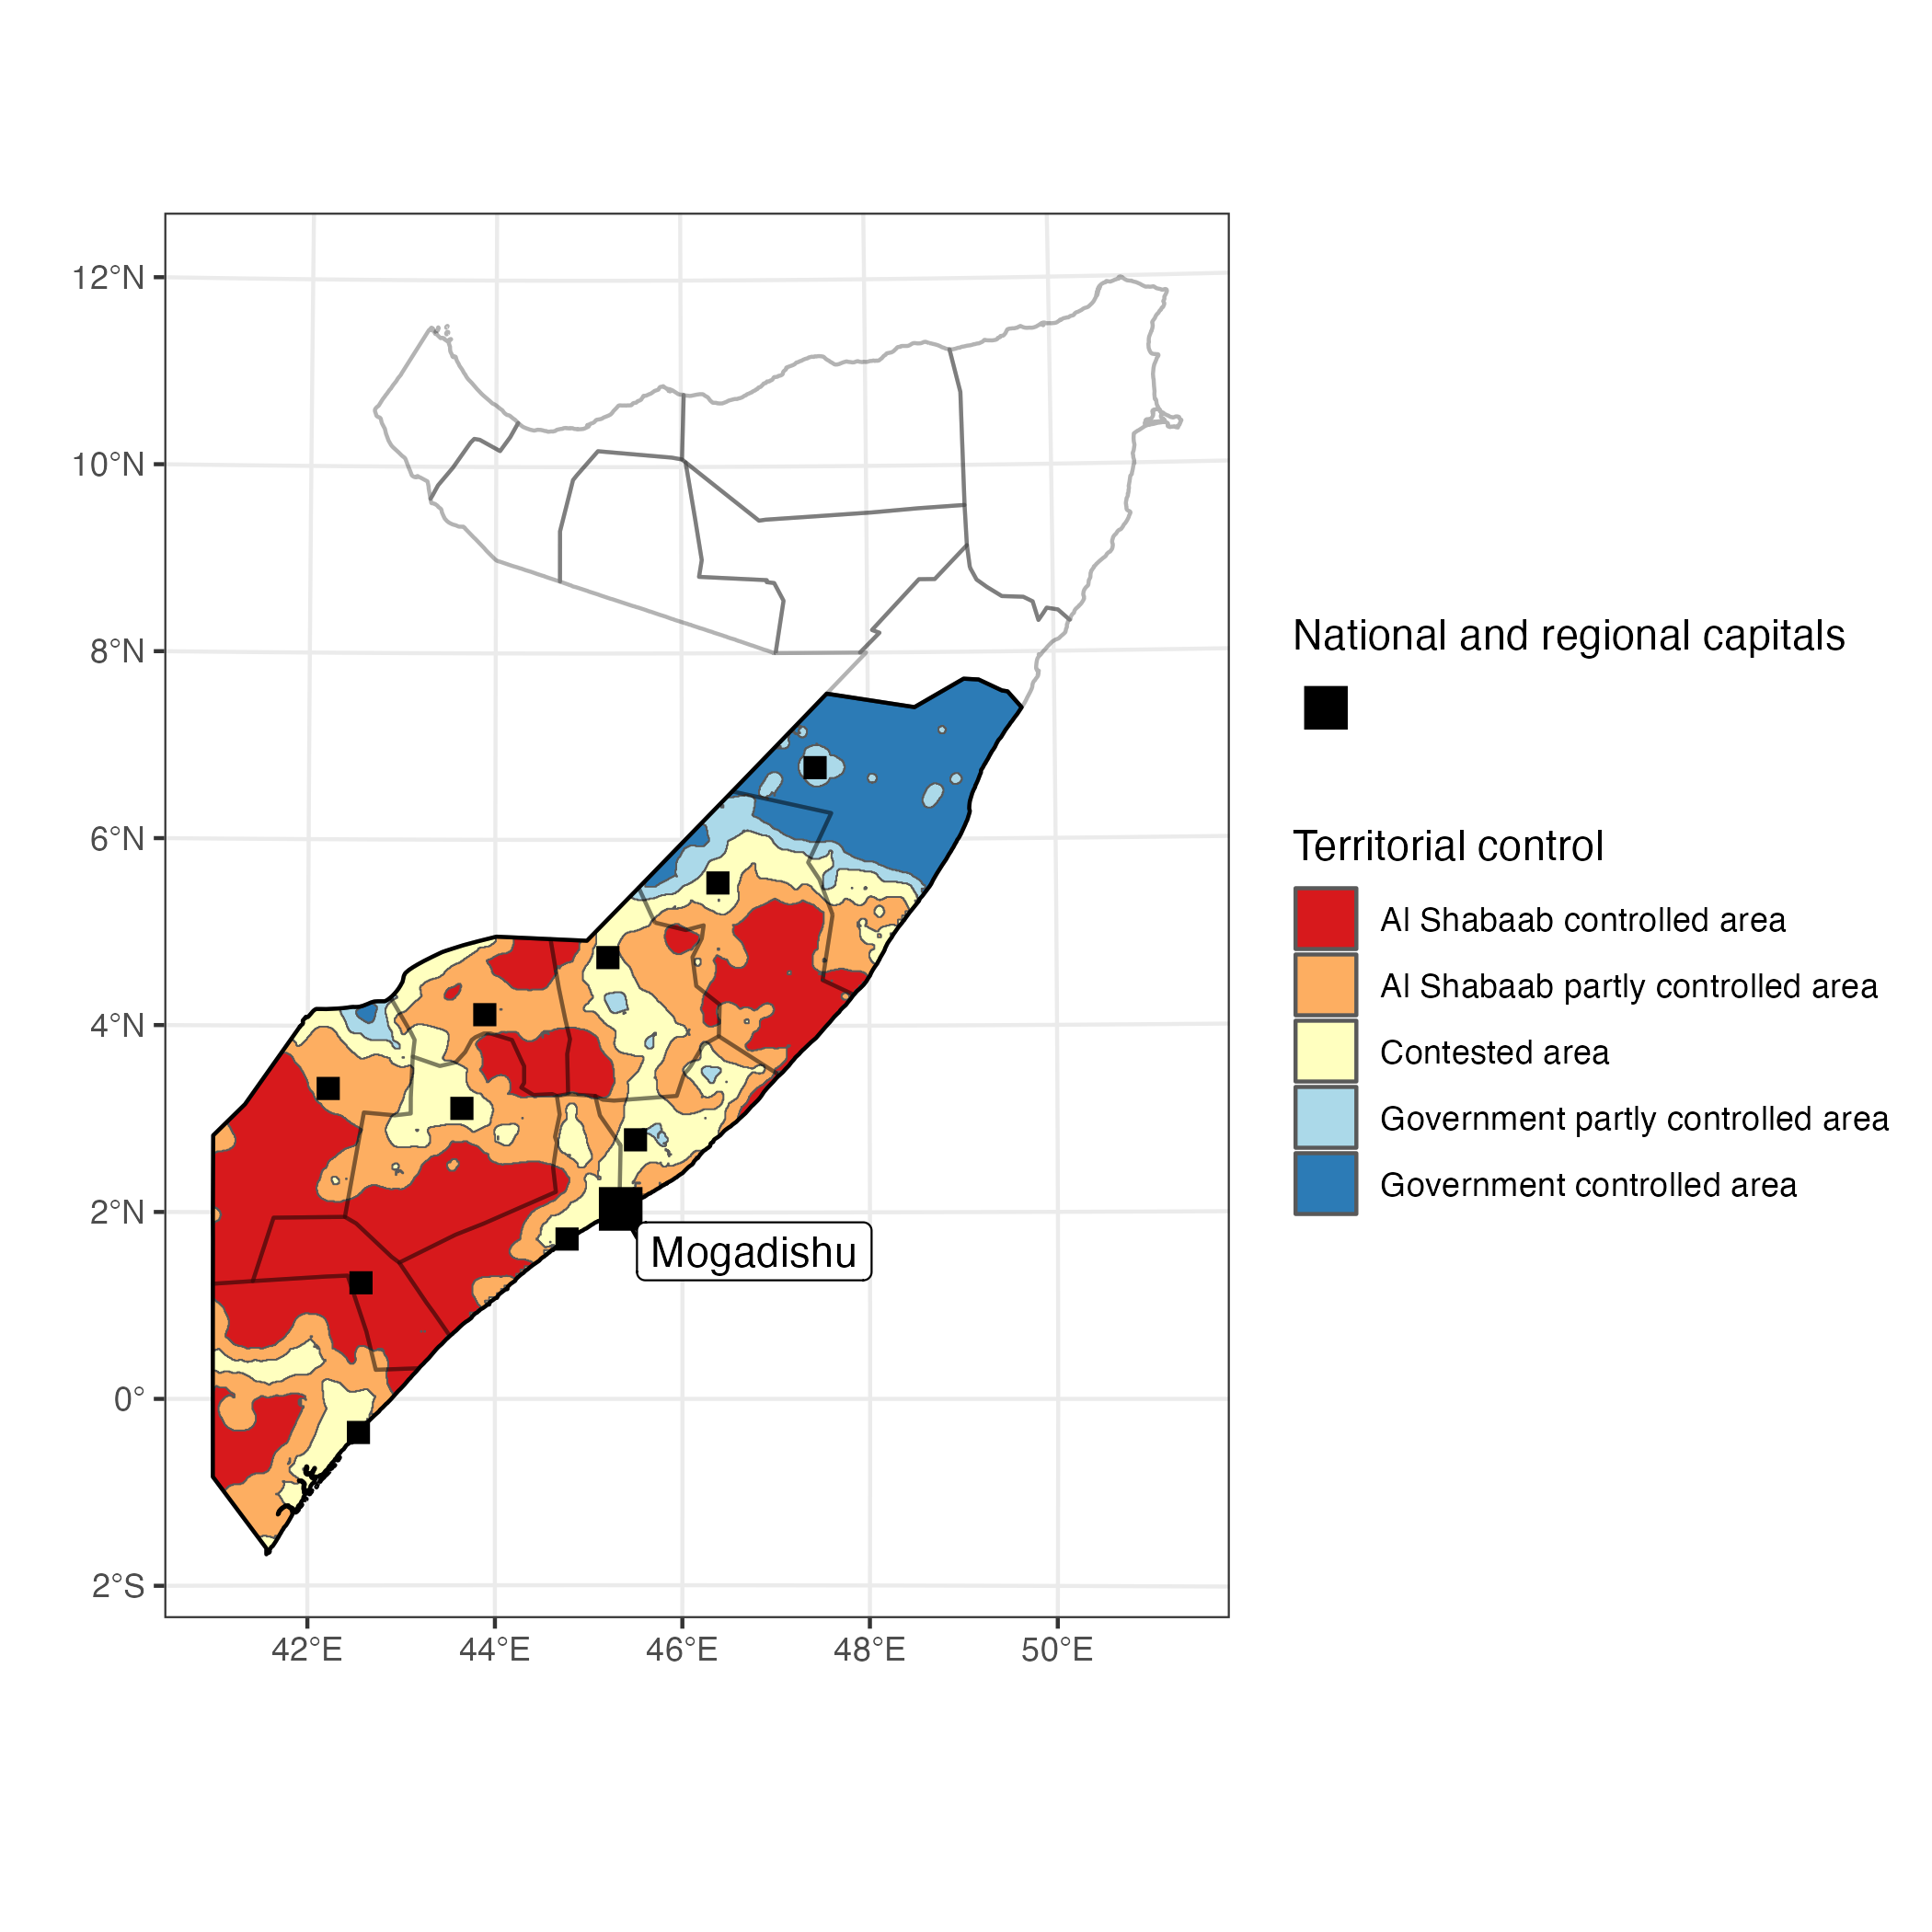 12°N
10°N
8°N
6°N
4°N
2°N
0°
2°S
42°E
44°E
46°E
48°E
50°E
Mogadishu
National and regional capitals
Territorial control
Al Shabaab controlled area
Al Shabaab partly controlled area
Contested area
Government partly controlled area
Government controlled area